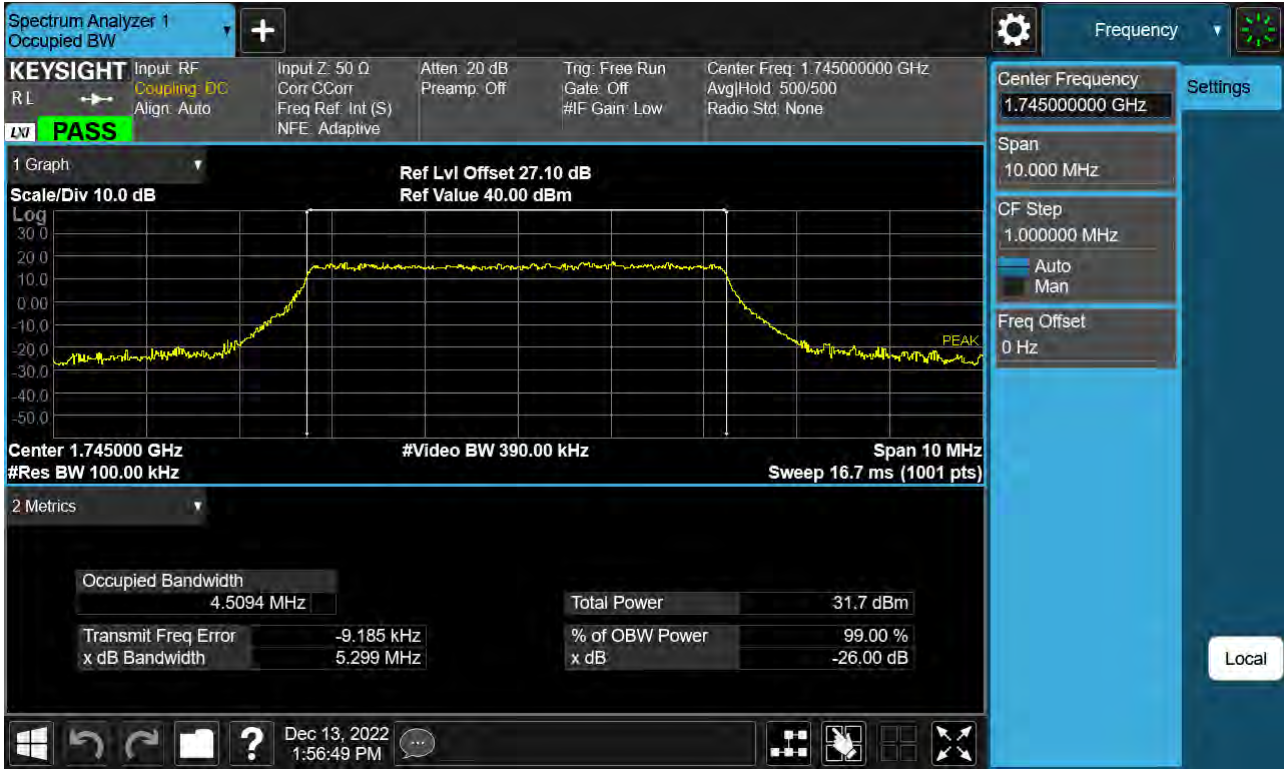 Spectrum Analyzer 1
Occupied BW
Frequency
KEYSIGHT
R L
LXI
PASS
Input: RF
Coupling: DC
Align: Auto
Input Z: 50 Ω
Corr CCorr
Freq Ref: Int (S)
NFE: Adaptive
Atten: 20 dB
Preamp: Off
Trig: Free Run
Gate: Off
#IF Gain: Low
Center Freq: 1.745000000 GHz
Avg|Hold: 500/500
Radio Std: None
1 Graph
Scale/Div 10.0 dB
Ref Lvl Offset 27.10 dB
Ref Value 40.00 dBm
Log
30.0
20.0
10.0
0.00
-10.0
-20.0
-30.0
-40.0
-50.0
PEAK
Center 1.745000 GHz
#Video BW 390.00 kHz
Span 10 MHz
#Res BW 100.00 kHz
Sweep 16.7 ms (1001 pts)
2 Metrics
Occupied Bandwidth
4.5094 MHz
Total Power 31.7 dBm
Transmit Freq Error -9.185 kHz
% of OBW Power 99.00 %
x dB Bandwidth 5.299 MHz
x dB -26.00 dB
Center Frequency
1.745000000 GHz
Settings
Span
10.000 MHz
CF Step
1.000000 MHz
Auto
Man
Freq Offset
0 Hz
Local
?
Dec 13, 2022
1:56:49 PM